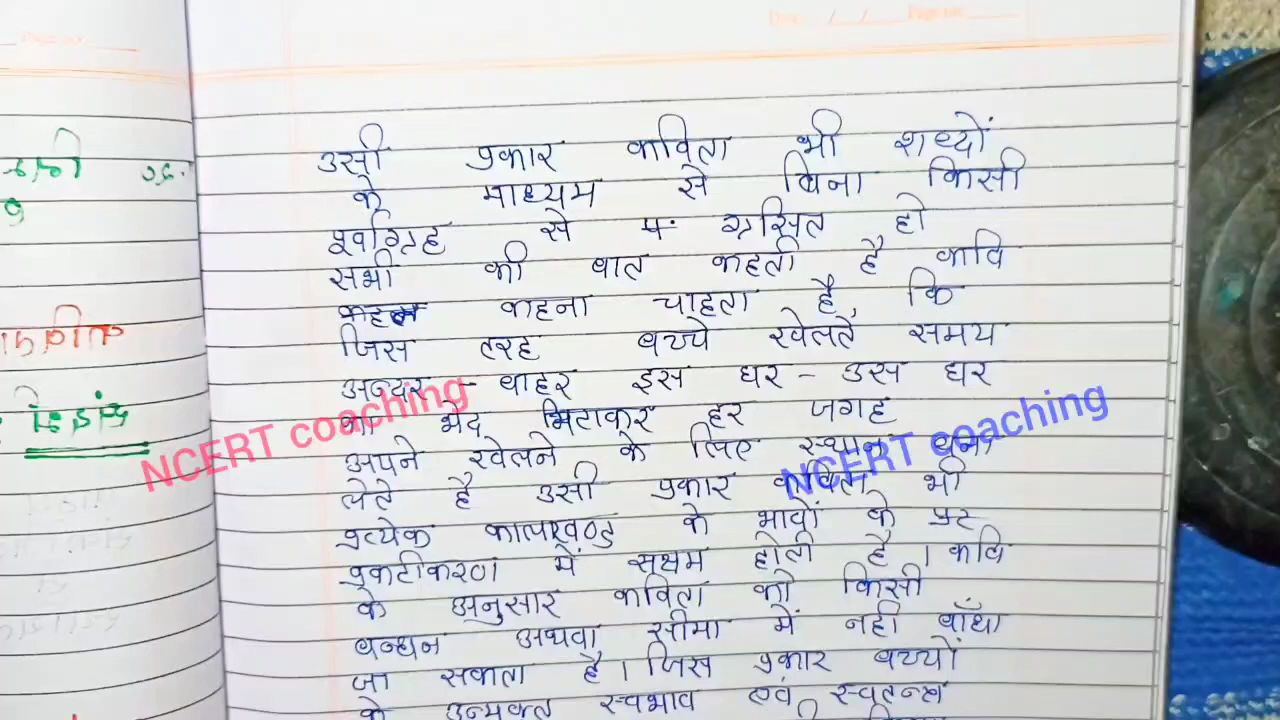 उसी प्रकार कविता भी शब्दों
के माध्यम से बिना किसी
पूर्वाग्रह से ग्रसित हो
सभी की बात कहती है कवि
कहना चाहता है कि
जिस तरह बच्चे खेलते समय
अन्दर - बाहर इस घर - उस घर
का भेद मिटाकर हर जगह
अपने खेलने के लिए स्थान बना
लेते है उसी प्रकार कविता भी
प्रत्येक कालखण्ड के भावों के प्र
प्रकटीकरण में सक्षम होती है । कवि
के अनुसार कविता को किसी
बन्धन अथवा सीमा में नही बाँधा
जा सकता है । जिस प्रकार बच्चों
के उन्मुक्त स्वभाव एवं स्वतन्त्र
NCERT coaching
NCERT coaching